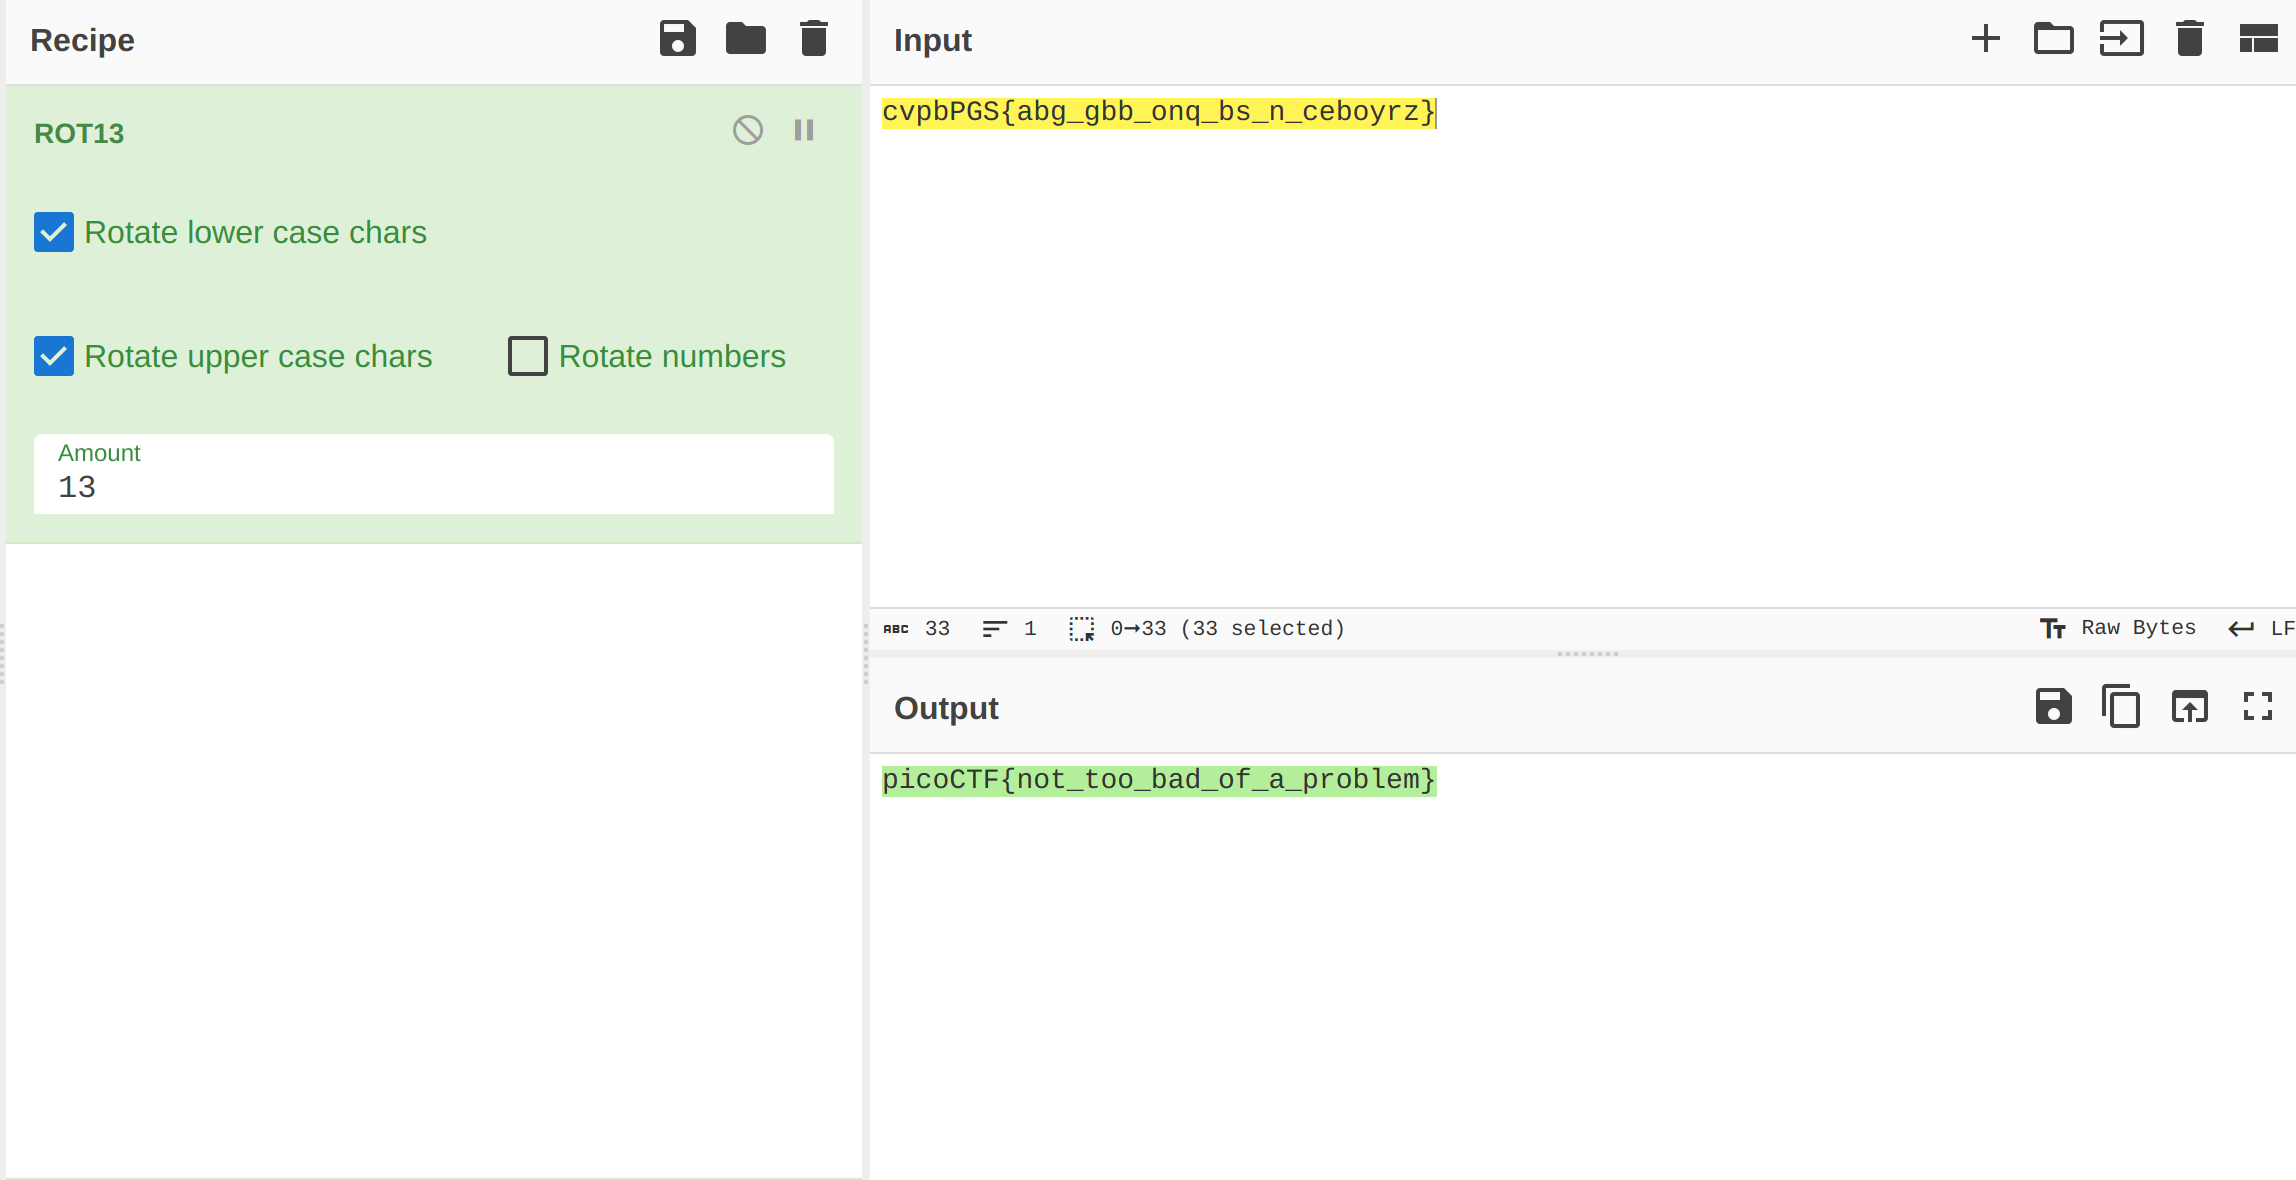 Recipe
ROT13
Rotate lower case chars
Rotate upper case chars
Rotate numbers
Amount
13
Input
cvpbPGS{abg_gbb_onq_bs_n_ceboyrz}
ABC 33 1 0→33 (33 selected) Tт Raw Bytes LF
Output
picoCTF{not_too_bad_of_a_problem}